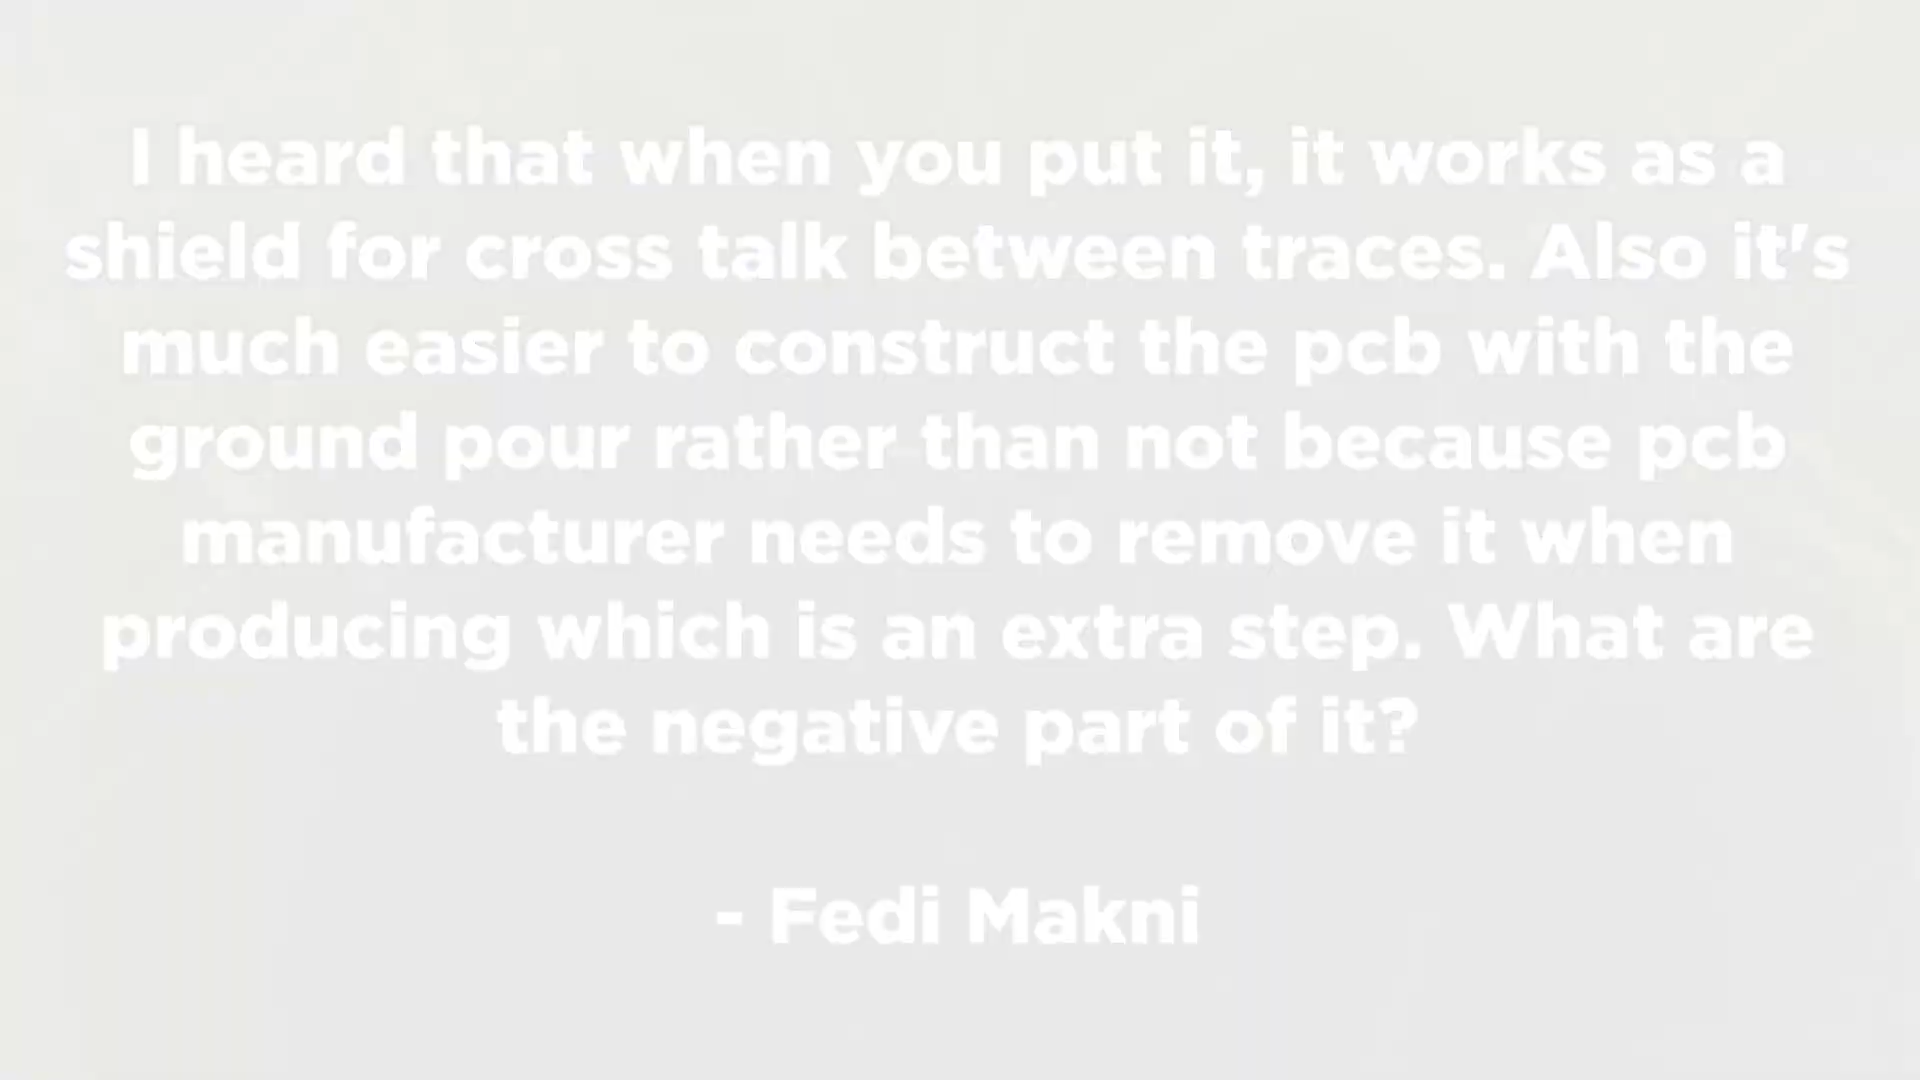 I heard that when you put it, it works as a
shield for cross talk between traces. Also it's
much easier to construct the pcb with the
ground pour rather than not because pcb
manufacturer needs to remove it when
producing which is an extra step. What are
the negative part of it?
- Fedi Makni